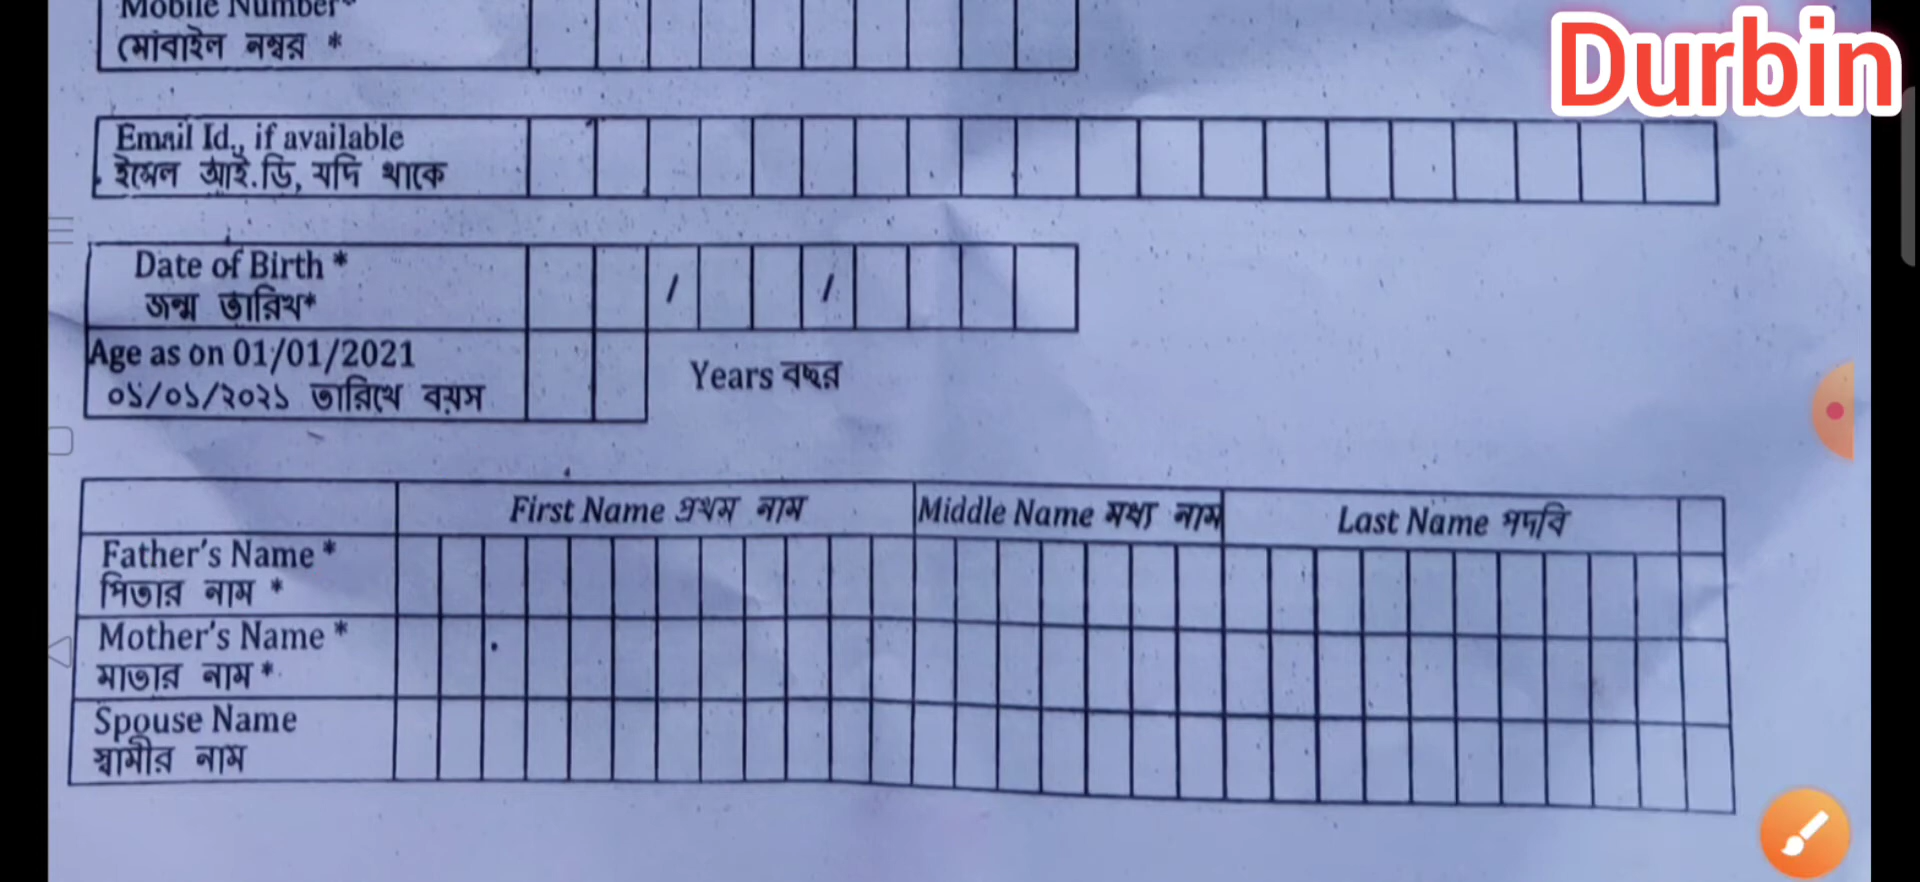 Durbin
Mobile Number*
মোবাইল নম্বর *
Email Id., if available
ইমেল আই.ডি, যদি থাকে
Date of Birth *
জন্ম তারিখ*
/ /
Age as on 01/01/2021
০১/০১/২০২১ তারিখে বয়স
Years বছর
First Name প্রথম নাম Middle Name মধ্য নাম Last Name পদবি
Father's Name *
পিতার নাম *
Mother's Name *
মাতার নাম *
Spouse Name
স্বামীর নাম